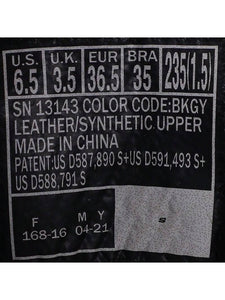 U.S. U.K. EUR BRA 235(1.5)
6.5 3.5 36.5 35
SN 13143 COLOR CODE:BKGY
LEATHER/SYNTHETIC UPPER
MADE IN CHINA
PATENT:US D587,890 S+US D591,493 S+
US D588,791 S
F M Y
168-16 04-21
S